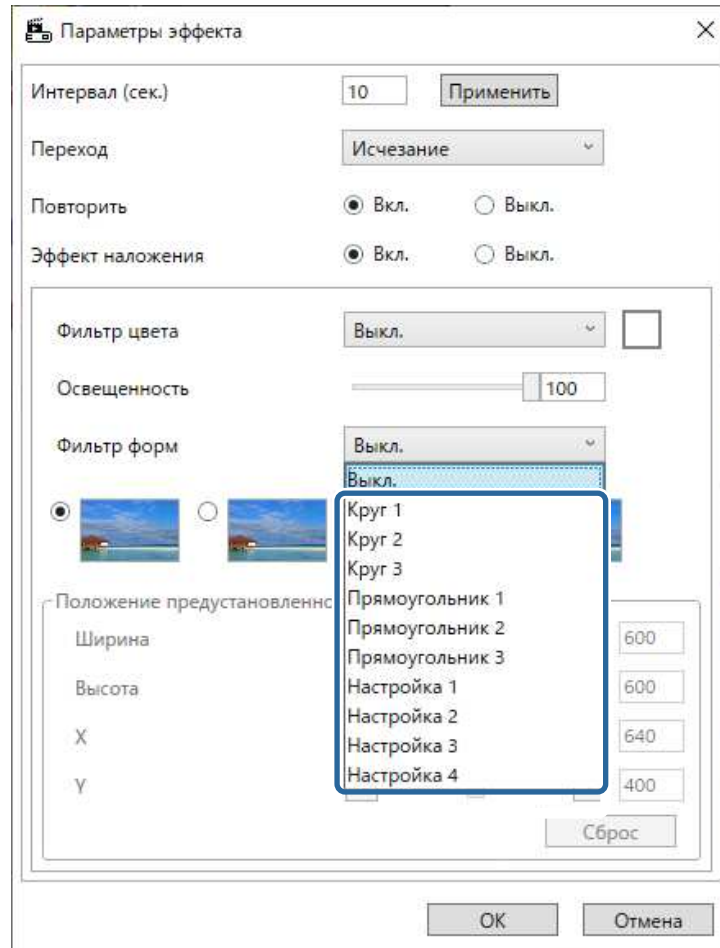 Параметры эффекта
Интервал (сек.) 10 Применить
Переход Исчезание
Повторить Вкл. Выкл.
Эффект наложения Вкл. Выкл.
Фильтр цвета Выкл.
Освещенность 100
Фильтр форм Выкл.
Выкл.
Круг 1
Круг 2
Круг 3
Прямоугольник 1
Положение предустановленнс
Прямоугольник 2
Ширина 600
Прямоугольник 3
Настройка 1
Высота 600
Настройка 2
X 640
Настройка 3
Настройка 4
Y 400
Сброс
OK Отмена